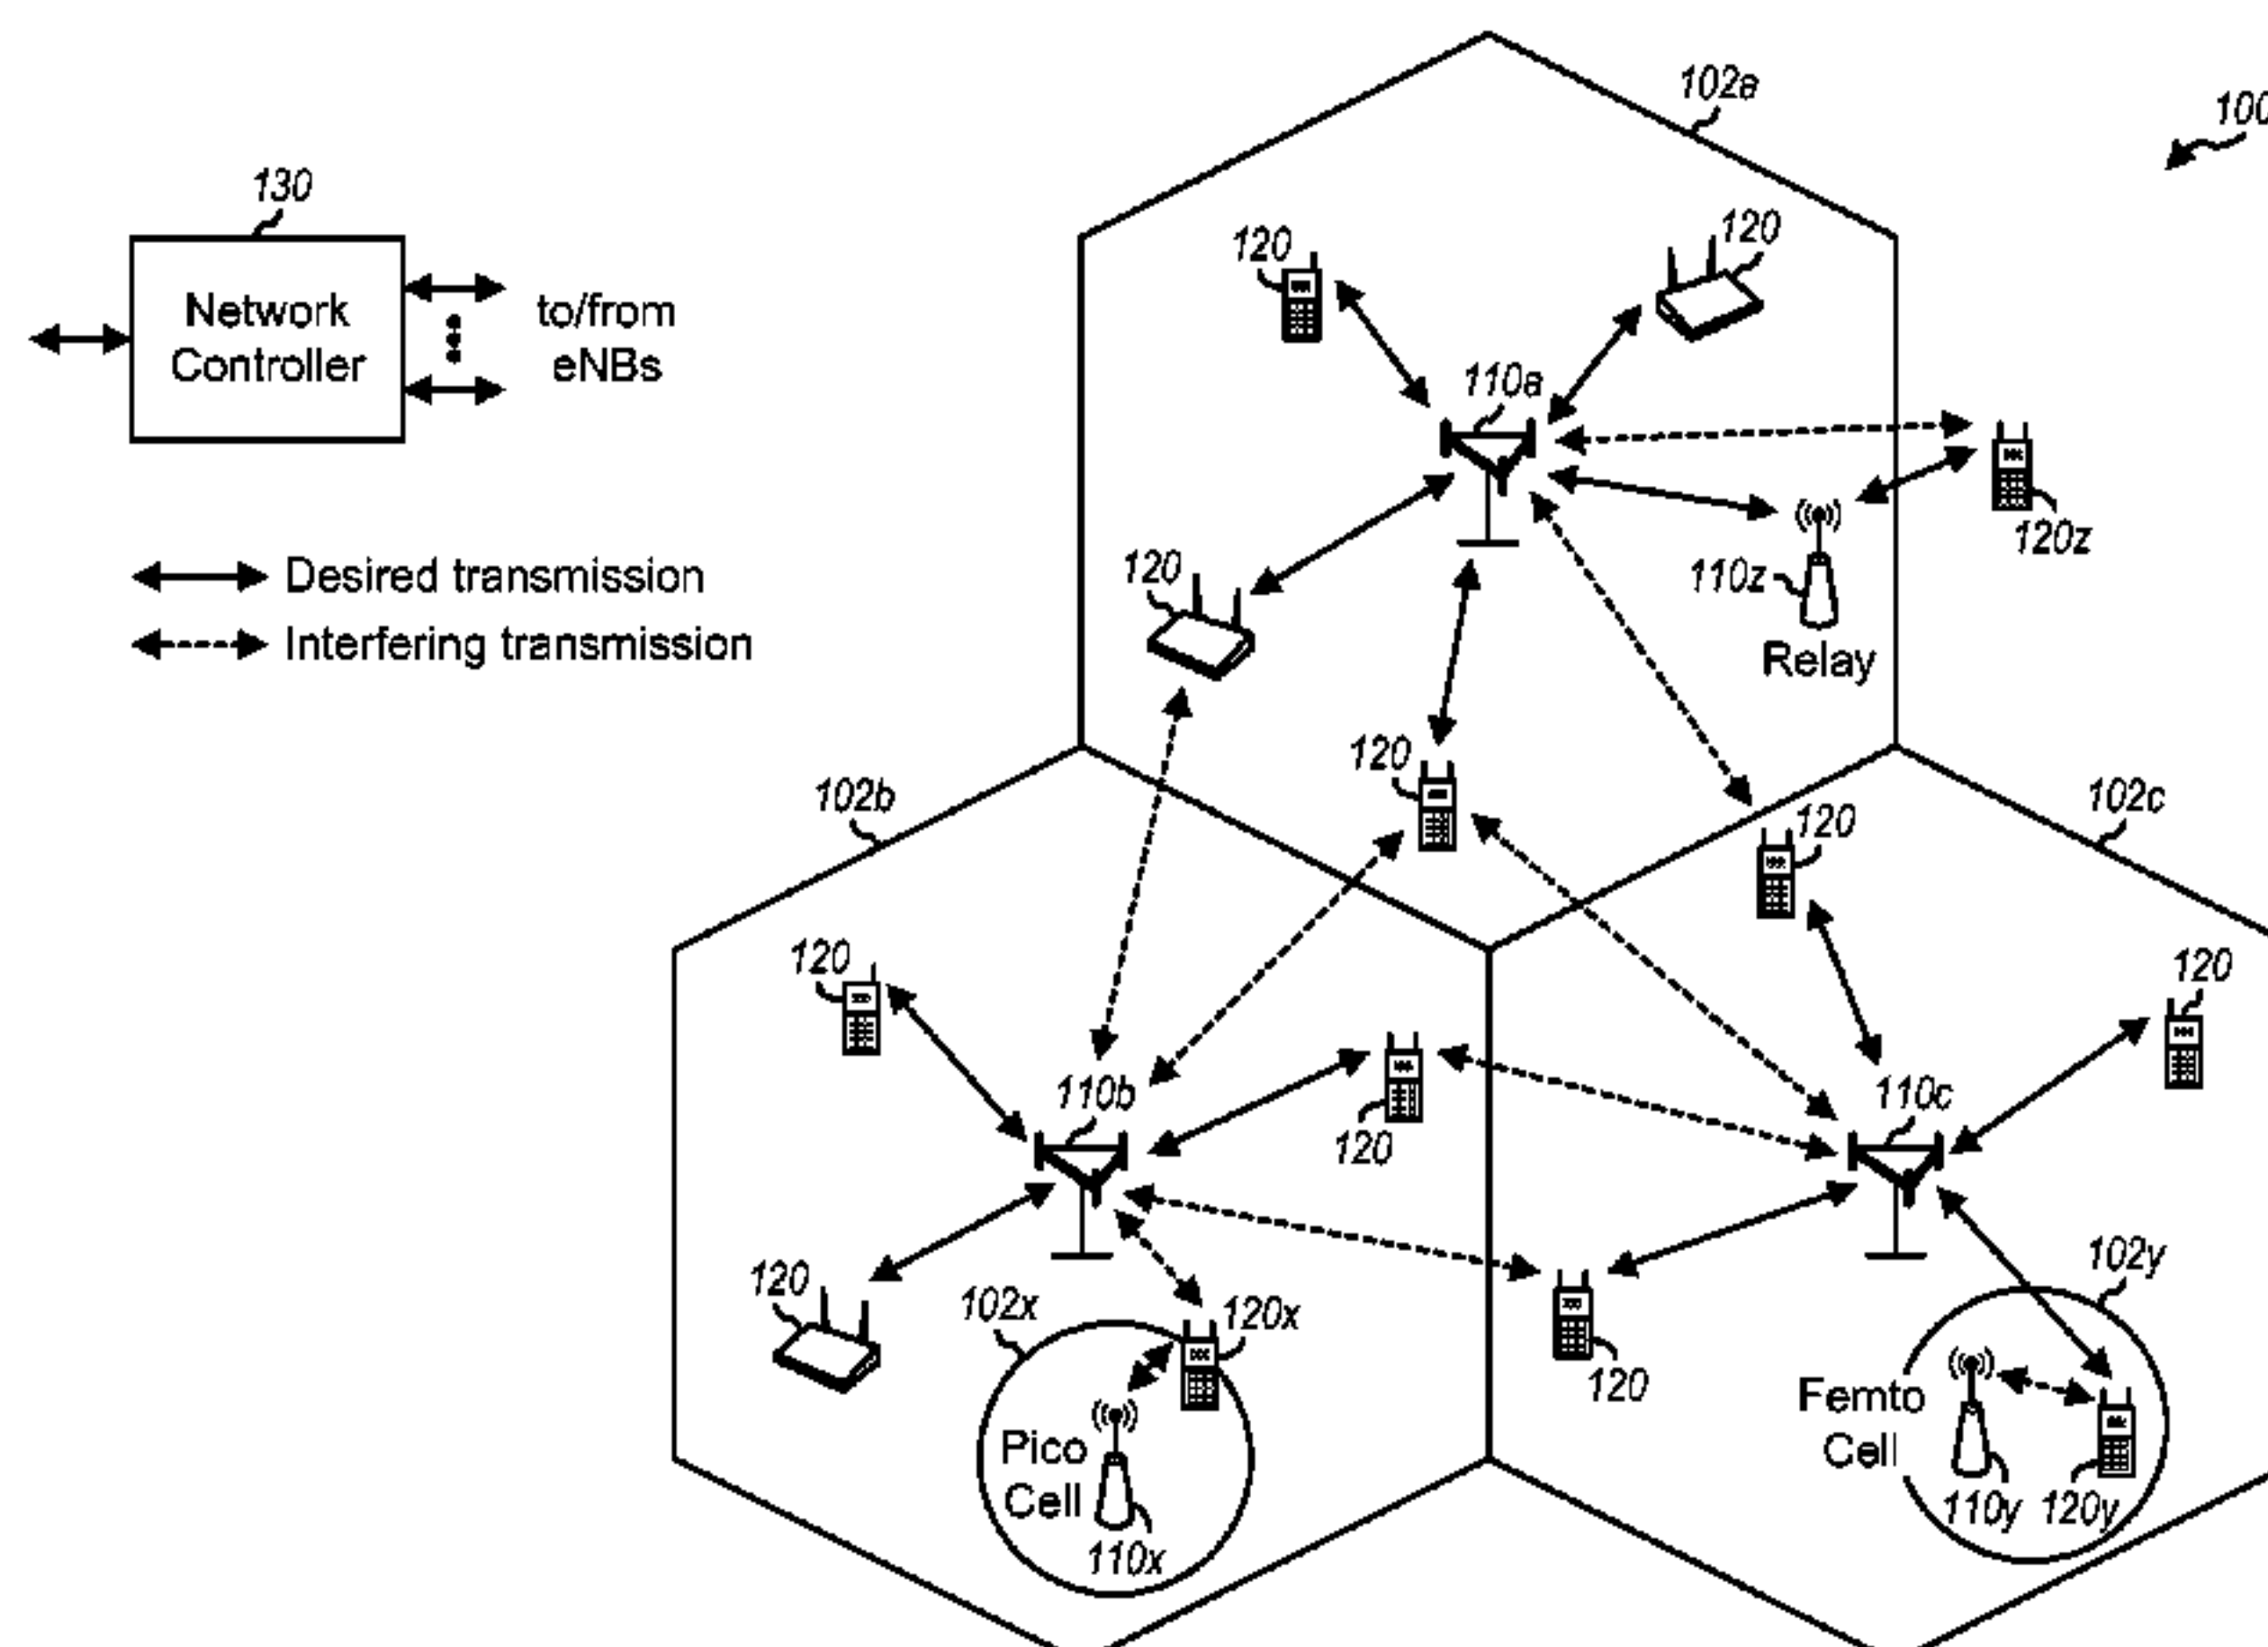 102a
100
130
120
120
Network
Controller
to/from
eNBs
110a
120z
110z
Relay
Desired transmission
Interfering transmission
120
120
102b
102c
120
120
120
110b
120
110c
120
102x
120x
102y
120
Pico
Cell
110x
Femto
Cell
110y
120y